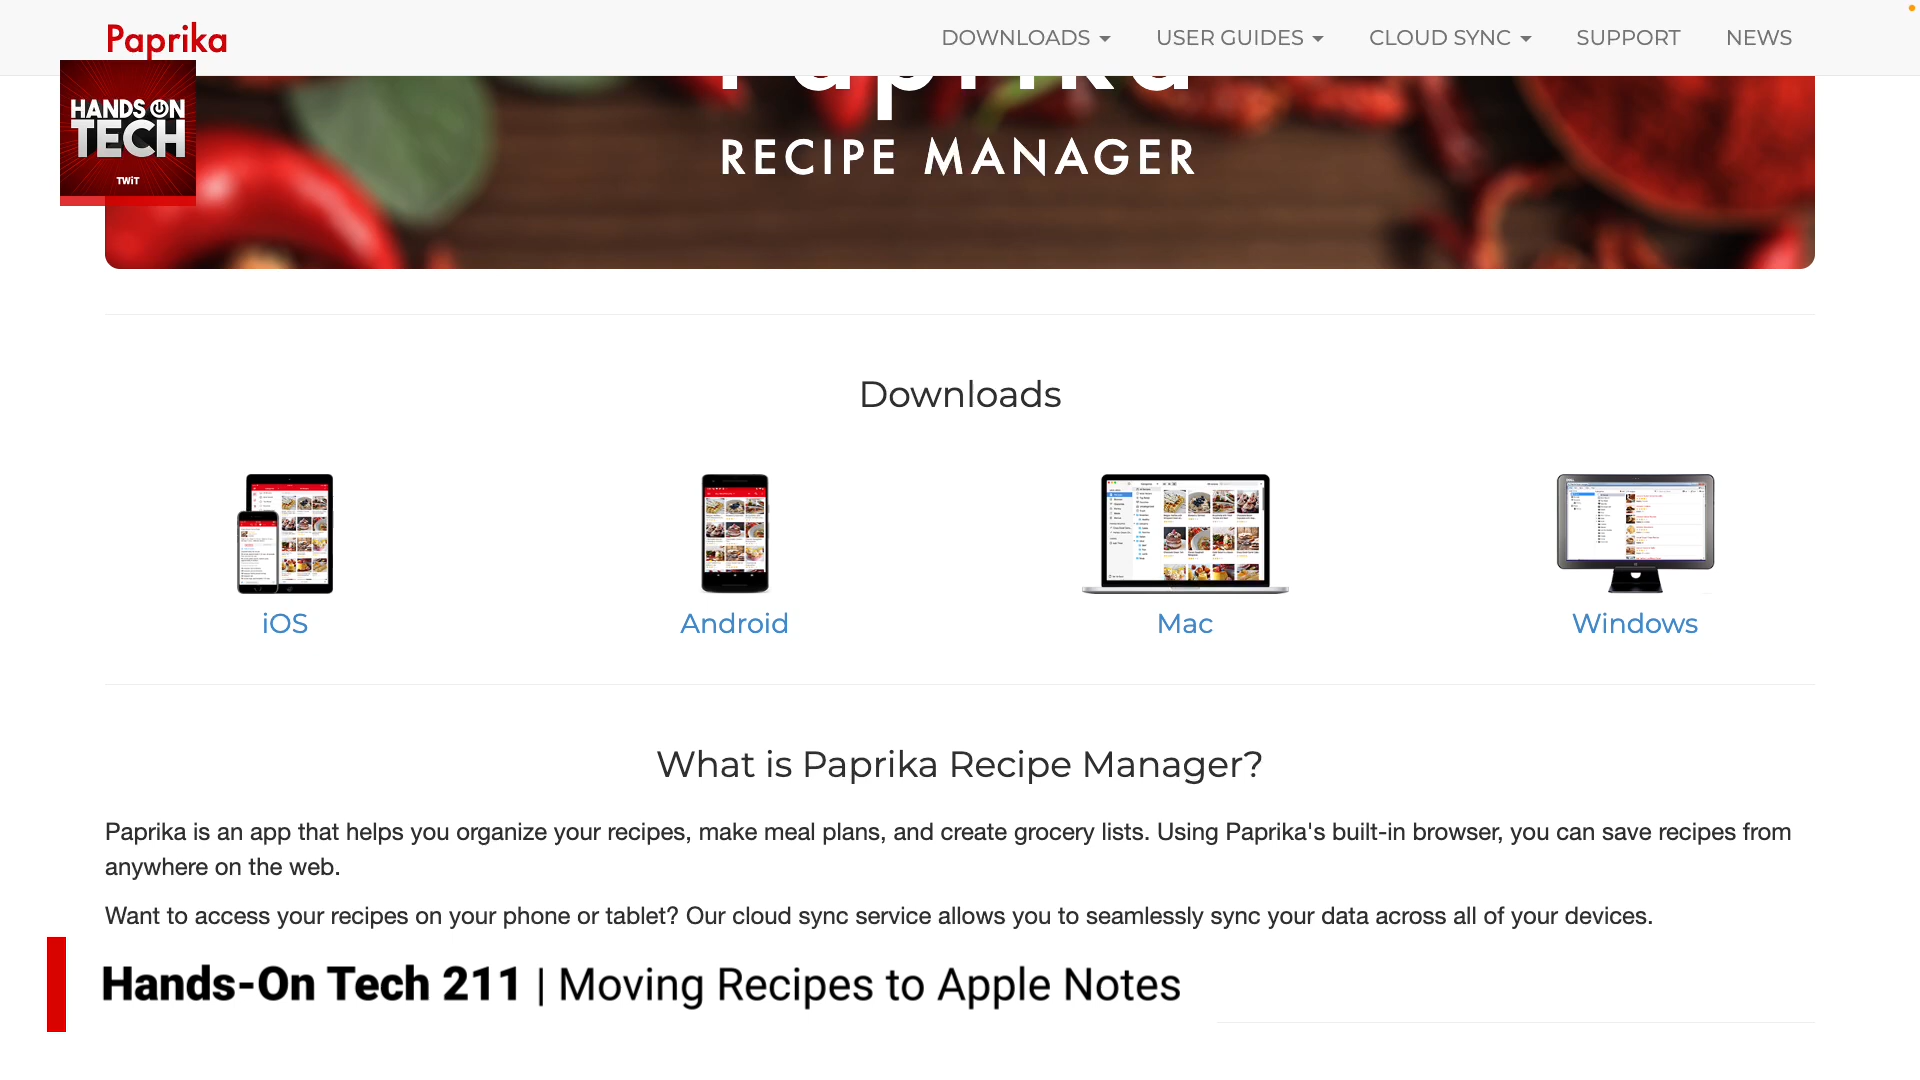 Paprika
DOWNLOADS
USER GUIDES
CLOUD SYNC
SUPPORT
NEWS
HANDS ON
TECH
TWiT
Paprika
RECIPE MANAGER
Downloads
iOS
Android
Mac
Windows
What is Paprika Recipe Manager?
Paprika is an app that helps you organize your recipes, make meal plans, and create grocery lists. Using Paprika's built-in browser, you can save recipes from
anywhere on the web.
Want to access your recipes on your phone or tablet? Our cloud sync service allows you to seamlessly sync your data across all of your devices.
Hands-On Tech 211 | Moving Recipes to Apple Notes